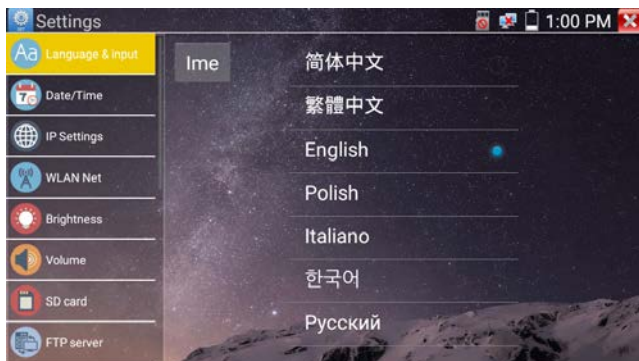 Settings
1:00 PM
Aa Language & input
Date/Time
IP Settings
WLAN Net
Brightness
Volume
SD card
FTP server
Ime
简体中文
繁體中文
English
Polish
Italiano
한국어
Русский